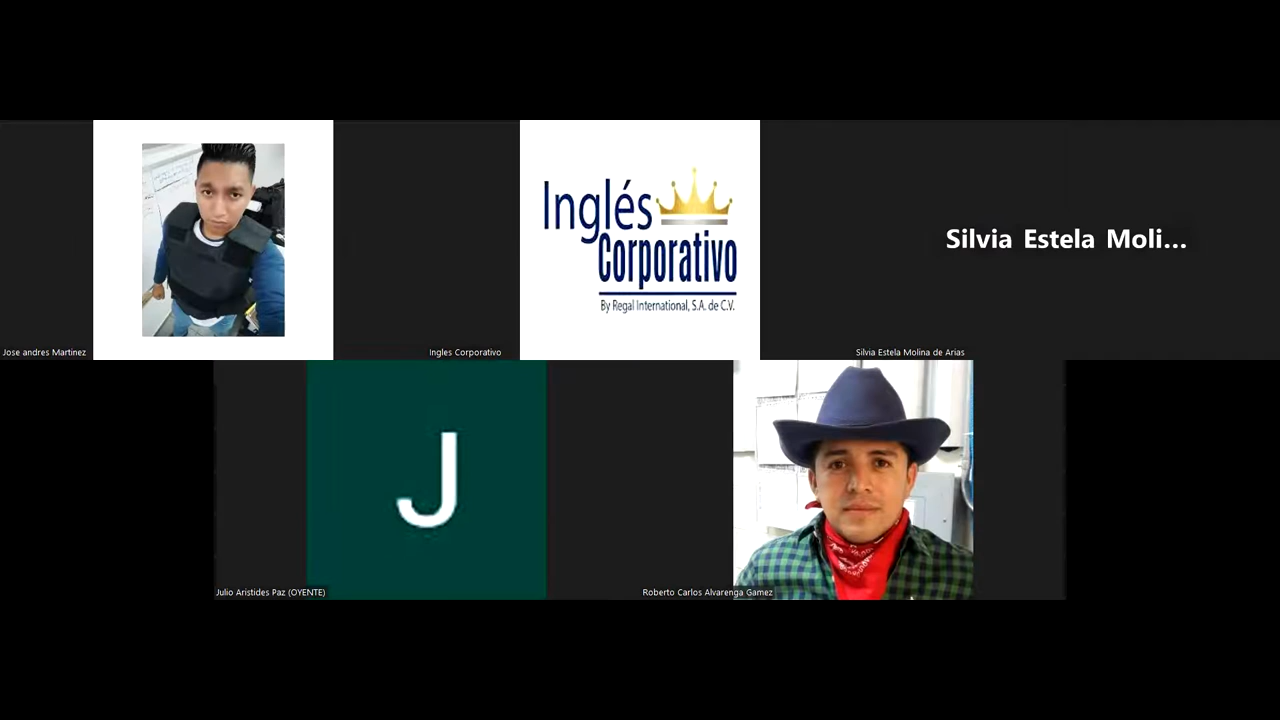 Inglés
Corporativo
By Regal International, S.A. de C.V.
Silvia Estela Moli...
Jose andres Martinez
Ingles Corporativo
Silvia Estela Molina de Arias
J
Julio Aristides Paz (OYENTE)
Roberto Carlos Alvarenga Gamez